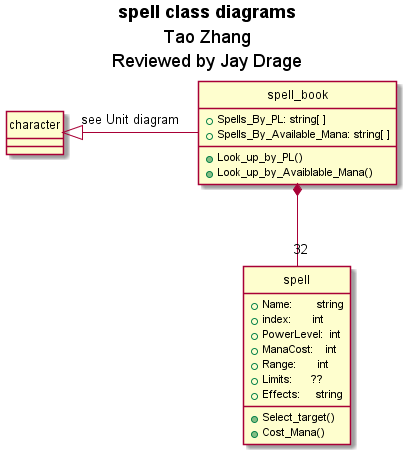 spell class diagrams
Tao Zhang
Reviewed by Jay Drage
spell_book
Spells_By_PL: string[ ]
Spells_By_Available_Mana: string[ ]
Look_up_by_PL()
Look_up_by_Avaiblable_Mana()
character
see Unit diagram
32
spell
Name: string
index: int
PowerLevel: int
ManaCost: int
Range: int
Limits: ??
Effects: string
Select_target()
Cost_Mana()